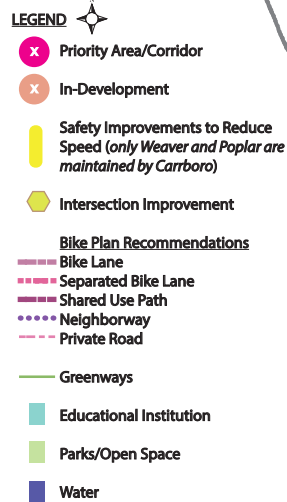 LEGEND
X Priority Area/Corridor
X In-Development
Safety Improvements to Reduce
Speed (only Weaver and Poplar are
maintained by Carrboro)
Intersection Improvement
Bike Plan Recommendations
Bike Lane
Separated Bike Lane
Shared Use Path
Neighborway
Private Road
Greenways
Educational Institution
Parks/Open Space
Water